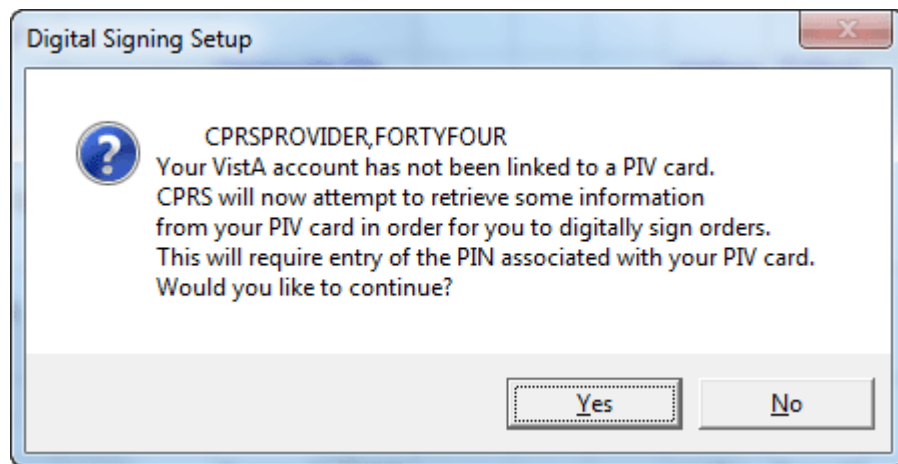 Digital Signing Setup
CPRSPROVIDER,FORTYFOUR
Your VistA account has not been linked to a PIV card.
CPRS will now attempt to retrieve some information
from your PIV card in order for you to digitally sign orders.
This will require entry of the PIN associated with your PIV card.
Would you like to continue?
Yes No